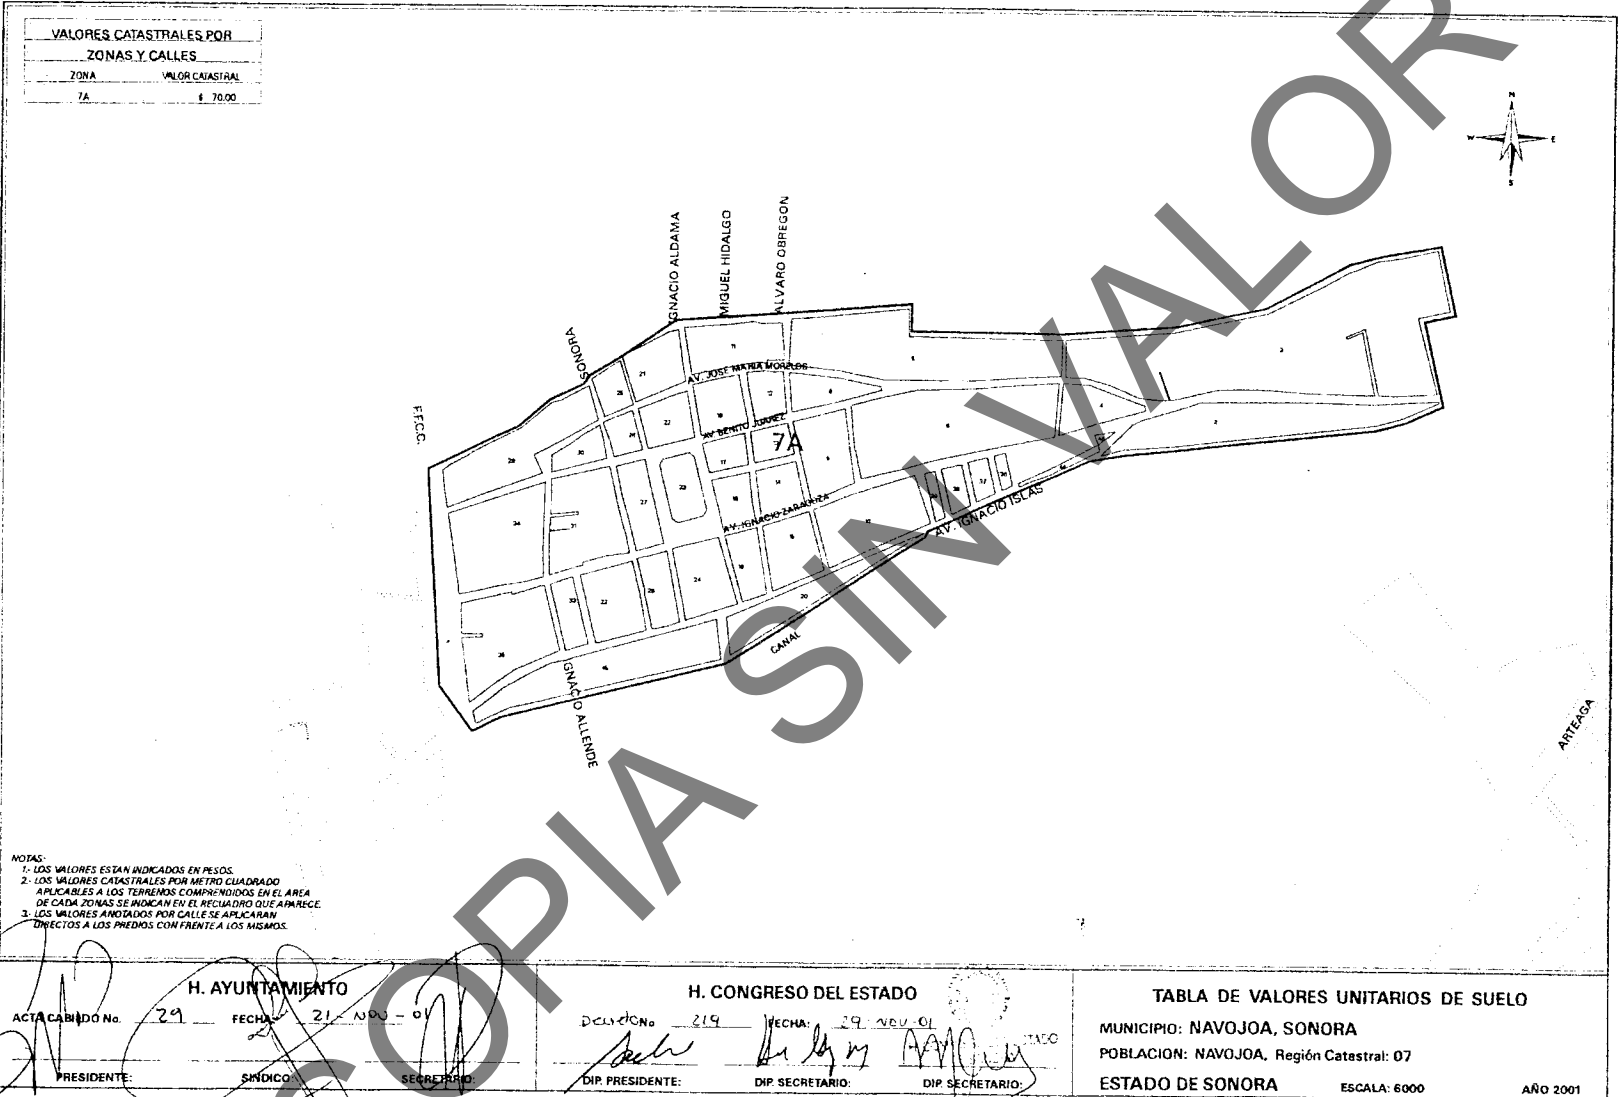 VALORES CATASTRALES POR
ZONAS Y CALLES
ZONA VALOR CATASTRAL
7A $ 70.00
N
W E
S
IGNACIO ALDAMA
MIGUEL HIDALGO
ALVARO OBREGON
SONORA
F.F.C.C.
AV. JOSE MARIA MORELOS
AV. BENITO JUAREZ
7A
AV. IGNACIO ZARAGOZA
AV. IGNACIO ISLAS
CANAL
IGNACIO ALLENDE
ARTEAGA
COPIA SIN VALOR
NOTAS:
1.- LOS VALORES ESTAN INDICADOS EN PESOS.
2.- LOS VALORES CATASTRALES POR METRO CUADRADO
APLICABLES A LOS TERRENOS COMPRENDIDOS EN EL AREA
DE CADA ZONAS SE INDICAN EN EL RECUADRO QUE APARECE.
3.- LOS VALORES ANOTADOS POR CALLE SE APLICARAN
DIRECTOS A LOS PREDIOS CON FRENTE A LOS MISMOS.
H. AYUNTAMIENTO
ACTA CABILDO No. 29 FECHA: 21-NOV-01
PRESIDENTE: SINDICO: SECRETARIO:
H. CONGRESO DEL ESTADO
Decreto No 219 FECHA: 29-NOV-01
DIP. PRESIDENTE: DIP. SECRETARIO: DIP. SECRETARIO:
TABLA DE VALORES UNITARIOS DE SUELO
MUNICIPIO: NAVOJOA, SONORA
POBLACION: NAVOJOA, Región Catastral: 07
ESTADO DE SONORA ESCALA: 6000 AÑO 2001